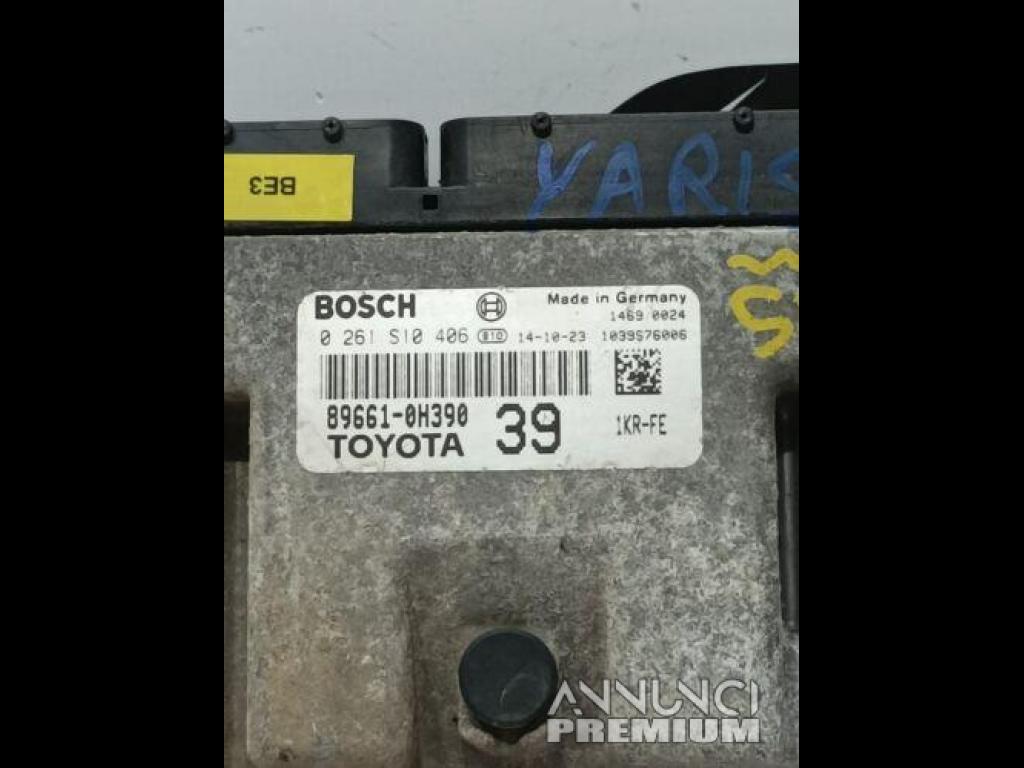 BE3
YARIS
BOSCH
Made in Germany
1469 0024
0 261 S10 406 B10 14-10-23 1039S76006
89661-0H390 39 1KR-FE
TOYOTA
ANNUNCI
PREMIUM